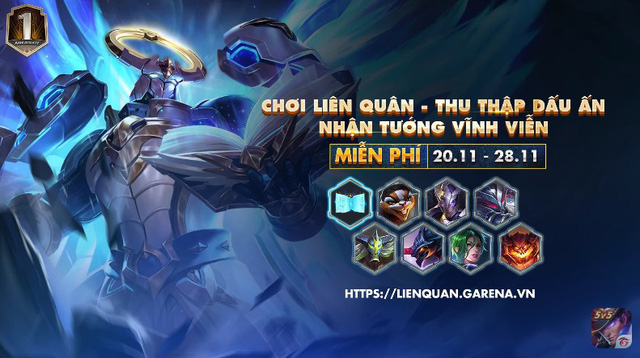 1
CHƠI LIÊN QUÂN - THU THẬP DẤU ẤN
NHẬN TƯỚNG VĨNH VIỄN
MIỄN PHÍ 20.11 - 28.11
HTTPS://LIENQUAN.GARENA.VN
5V5